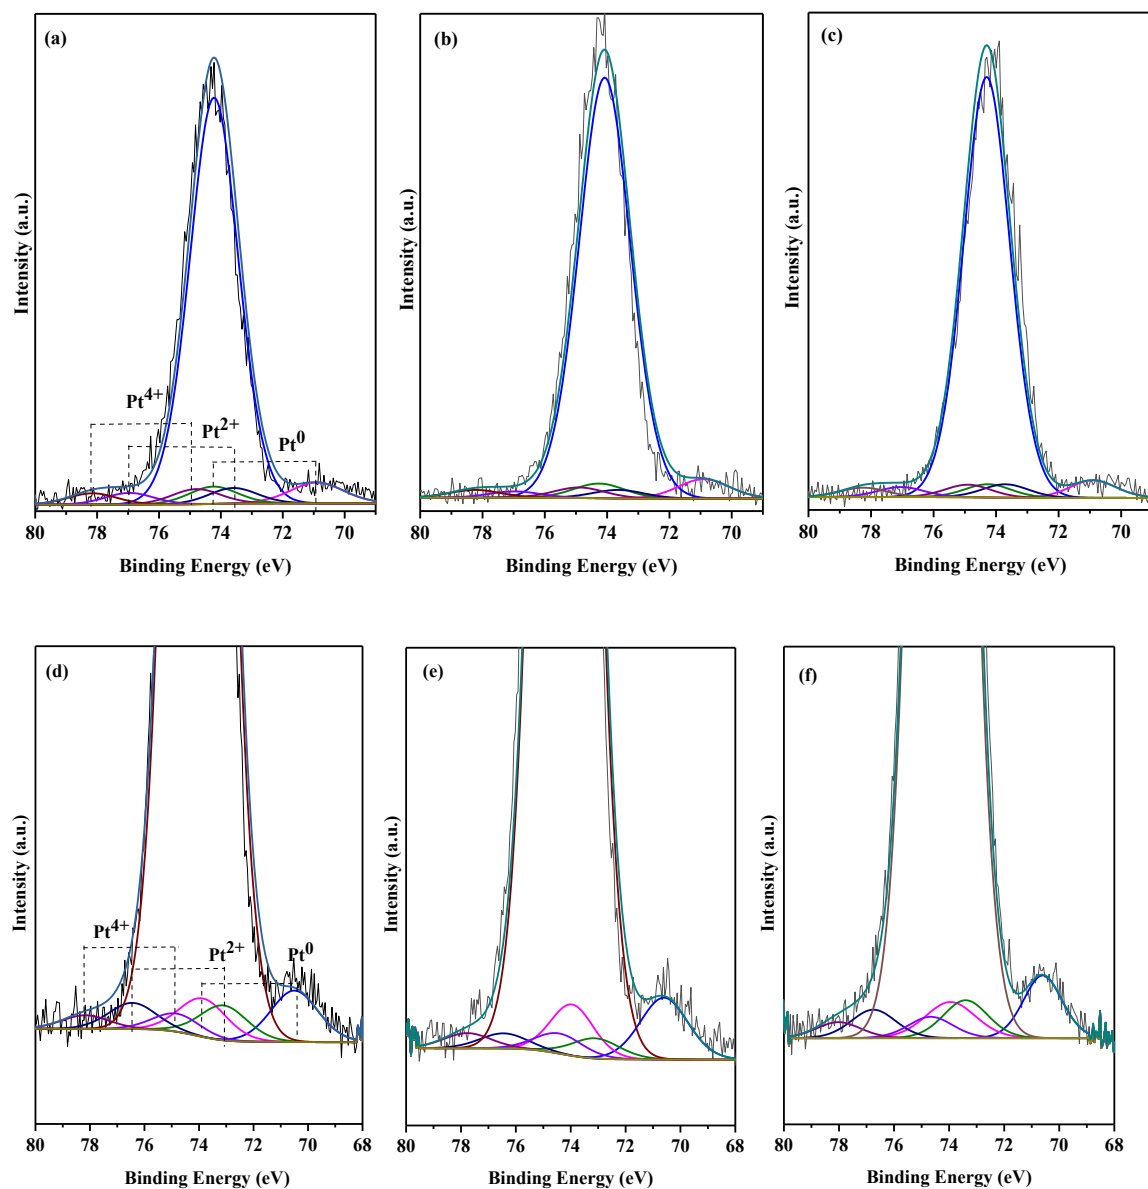 (a)
Intensity (a.u.)
Pt4+
Pt2+
Pt0
80 78 76 74 72 70
Binding Energy (eV)
(b)
Intensity (a.u.)
80 78 76 74 72 70
Binding Energy (eV)
(c)
Intensity (a.u.)
80 78 76 74 72 70
Binding Energy (eV)
(d)
Intensity (a.u.)
Pt4+
Pt2+
Pt0
80 78 76 74 72 70 68
Binding Energy (eV)
(e)
Intensity (a.u.)
80 78 76 74 72 70 68
Binding Energy (eV)
(f)
Intensity (a.u.)
80 78 76 74 72 70 68
Binding Energy (eV)